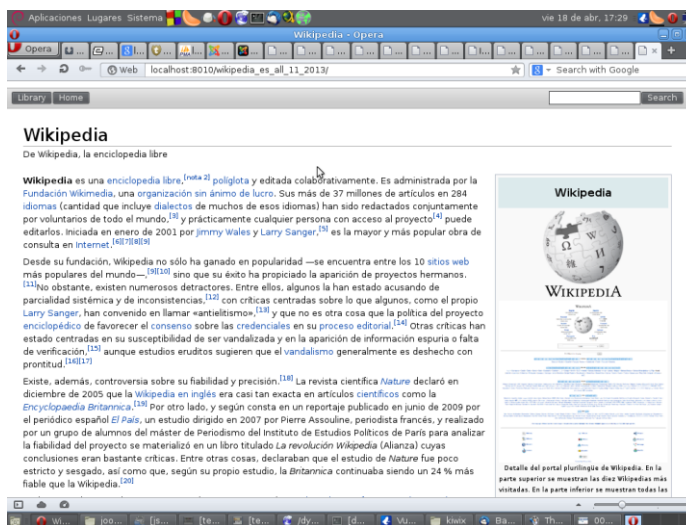 Aplicaciones Lugares Sistema
vie 18 de abr, 17:29
Wikipedia - Opera
Opera
Web localhost:8010/wikipedia_es_all_11_2013/
Search with Google
Library Home
Search
Wikipedia
De Wikipedia, la enciclopedia libre
Wikipedia es una enciclopedia libre,[nota 2] políglota y editada colaborativamente. Es administrada por la
Fundación Wikimedia, una organización sin ánimo de lucro. Sus más de 37 millones de artículos en 284
idiomas (cantidad que incluye dialectos de muchos de esos idiomas) han sido redactados conjuntamente
por voluntarios de todo el mundo,[3] y prácticamente cualquier persona con acceso al proyecto[4] puede
editarlos. Iniciada en enero de 2001 por Jimmy Wales y Larry Sanger,[5] es la mayor y más popular obra de
consulta en Internet.[6][7][8][9]
Desde su fundación, Wikipedia no sólo ha ganado en popularidad —se encuentra entre los 10 sitios web
más populares del mundo—,[9][10] sino que su éxito ha propiciado la aparición de proyectos hermanos.
[11]No obstante, existen numerosos detractores. Entre ellos, algunos la han estado acusando de
parcialidad sistémica y de inconsistencias,[12] con críticas centradas sobre lo que algunos, como el propio
Larry Sanger, han convenido en llamar «antielitismo»,[13] y que no es otra cosa que la política del proyecto
enciclopédico de favorecer el consenso sobre las credenciales en su proceso editorial.[14] Otras críticas han
estado centradas en su susceptibilidad de ser vandalizada y en la aparición de información espuria o falta
de verificación,[15] aunque estudios eruditos sugieren que el vandalismo generalmente es deshecho con
prontitud.[16][17]
Existe, además, controversia sobre su fiabilidad y precisión.[18] La revista científica Nature declaró en
diciembre de 2005 que la Wikipedia en inglés era casi tan exacta en artículos científicos como la
Encyclopaedia Britannica.[19] Por otro lado, y según consta en un reportaje publicado en junio de 2009 por
el periódico español El País, un estudio dirigido en 2007 por Pierre Assouline, periodista francés, y realizado
por un grupo de alumnos del máster de Periodismo del Instituto de Estudios Políticos de París para analizar
la fiabilidad del proyecto se materializó en un libro titulado La revolución Wikipedia (Alianza) cuyas
conclusiones eran bastante críticas. Entre otras cosas, declaraban que el estudio de Nature fue poco
estricto y sesgado, así como que, según su propio estudio, la Britannica continuaba siendo un 24 % más
fiable que la Wikipedia.[20]
Wikipedia
WIKIPEDIA
Detalle del portal plurilingüe de Wikipedia. En la
parte superior se muestran las diez Wikipedias más
visitadas. En la parte inferior se muestran todas las